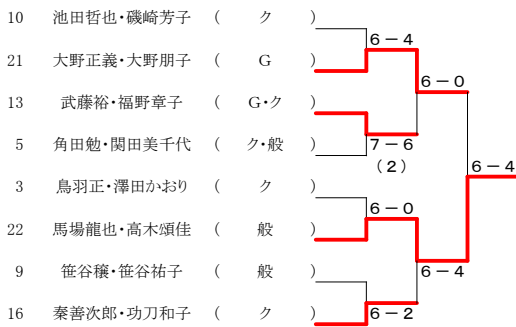 10 池田哲也・磯崎芳子 ( ク )
6－4
21 大野正義・大野朋子 ( G )
6－0
13 武藤裕・福野章子 ( G・ク )
5 角田勉・関田美千代 ( ク・般 )
7－6
(2)
6－4
3 鳥羽正・澤田かおり ( ク )
6－0
22 馬場龍也・高木頌佳 ( 般 )
9 笹谷穣・笹谷祐子 ( 般 )
6－4
16 秦善次郎・功刀和子 ( ク )
6－2